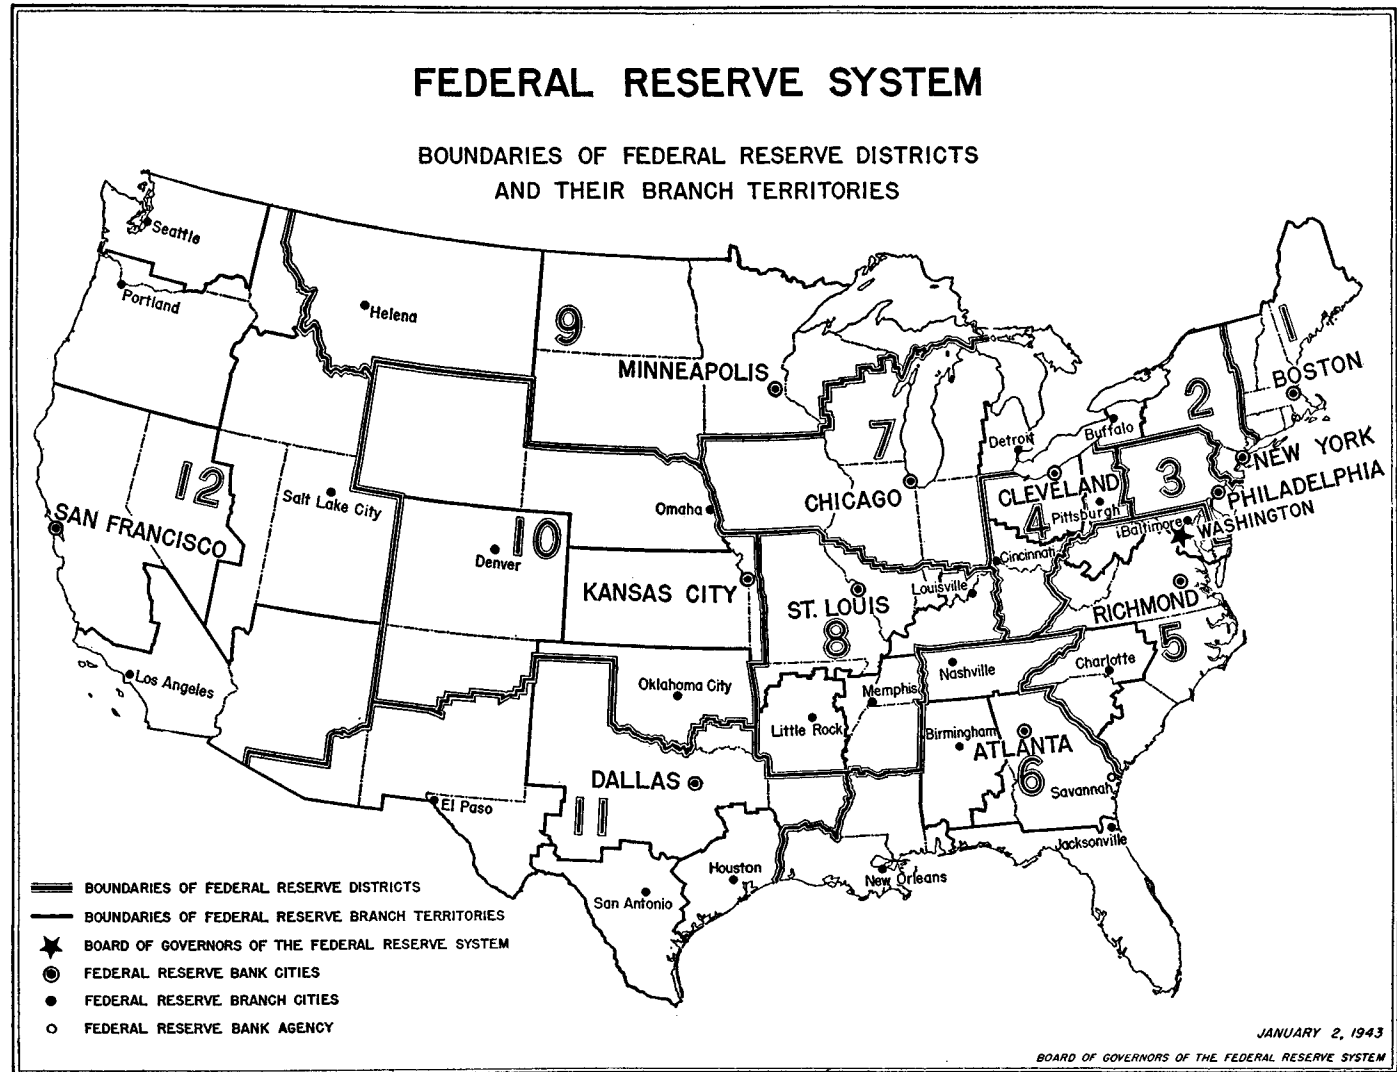 FEDERAL RESERVE SYSTEM
BOUNDARIES OF FEDERAL RESERVE DISTRICTS
AND THEIR BRANCH TERRITORIES
Seattle
Portland
Helena
9
MINNEAPOLIS
1
BOSTON
2
Buffalo
7
Detroit
NEW YORK
3
PHILADELPHIA
CLEVELAND
4
Pittsburgh
CHICAGO
12
Salt Lake City
SAN FRANCISCO
Omaha
Baltimore
WASHINGTON
10
Denver
Cincinnati
KANSAS CITY
ST. LOUIS
8
Louisville
RICHMOND
5
Los Angeles
Oklahoma City
Nashville
Charlotte
Memphis
Little Rock
Birmingham
ATLANTA
6
DALLAS
11
Savannah
El Paso
Jacksonville
Houston
New Orleans
San Antonio
BOUNDARIES OF FEDERAL RESERVE DISTRICTS
BOUNDARIES OF FEDERAL RESERVE BRANCH TERRITORIES
BOARD OF GOVERNORS OF THE FEDERAL RESERVE SYSTEM
FEDERAL RESERVE BANK CITIES
FEDERAL RESERVE BRANCH CITIES
FEDERAL RESERVE BANK AGENCY
JANUARY 2, 1943
BOARD OF GOVERNORS OF THE FEDERAL RESERVE SYSTEM